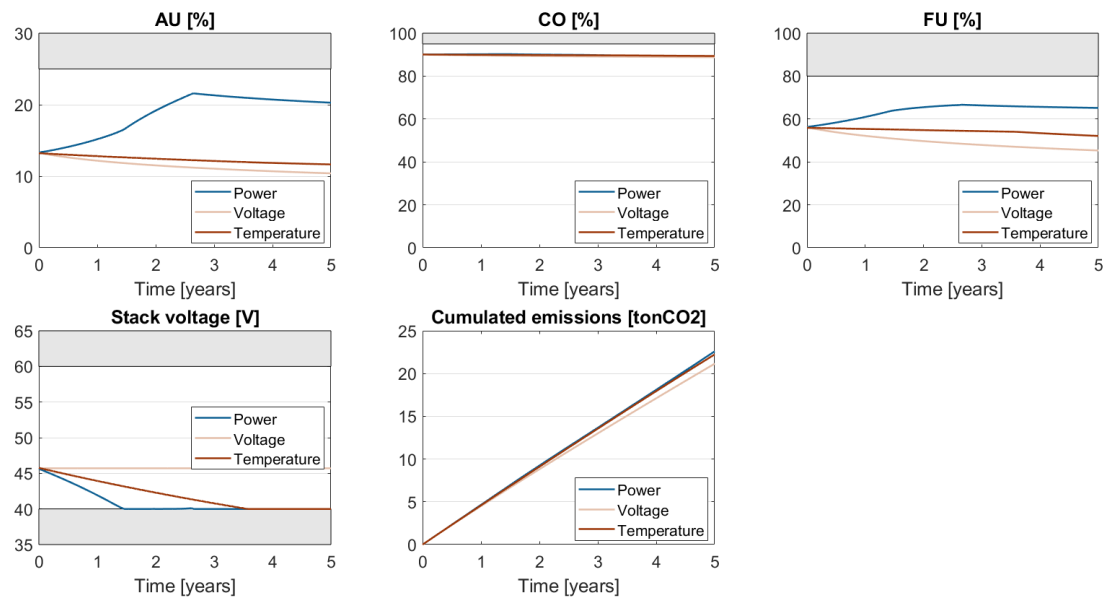 AU [%]
30
20
10
0
0 1 2 3 4 5
Time [years]
Power
Voltage
Temperature
CO [%]
100
80
60
40
20
0
0 1 2 3 4 5
Time [years]
Power
Voltage
Temperature
FU [%]
100
80
60
40
20
0
0 1 2 3 4 5
Time [years]
Power
Voltage
Temperature
Stack voltage [V]
65
60
55
50
45
40
35
0 1 2 3 4 5
Time [years]
Power
Voltage
Temperature
Cumulated emissions [tonCO2]
25
20
15
10
5
0
0 1 2 3 4 5
Time [years]
Power
Voltage
Temperature